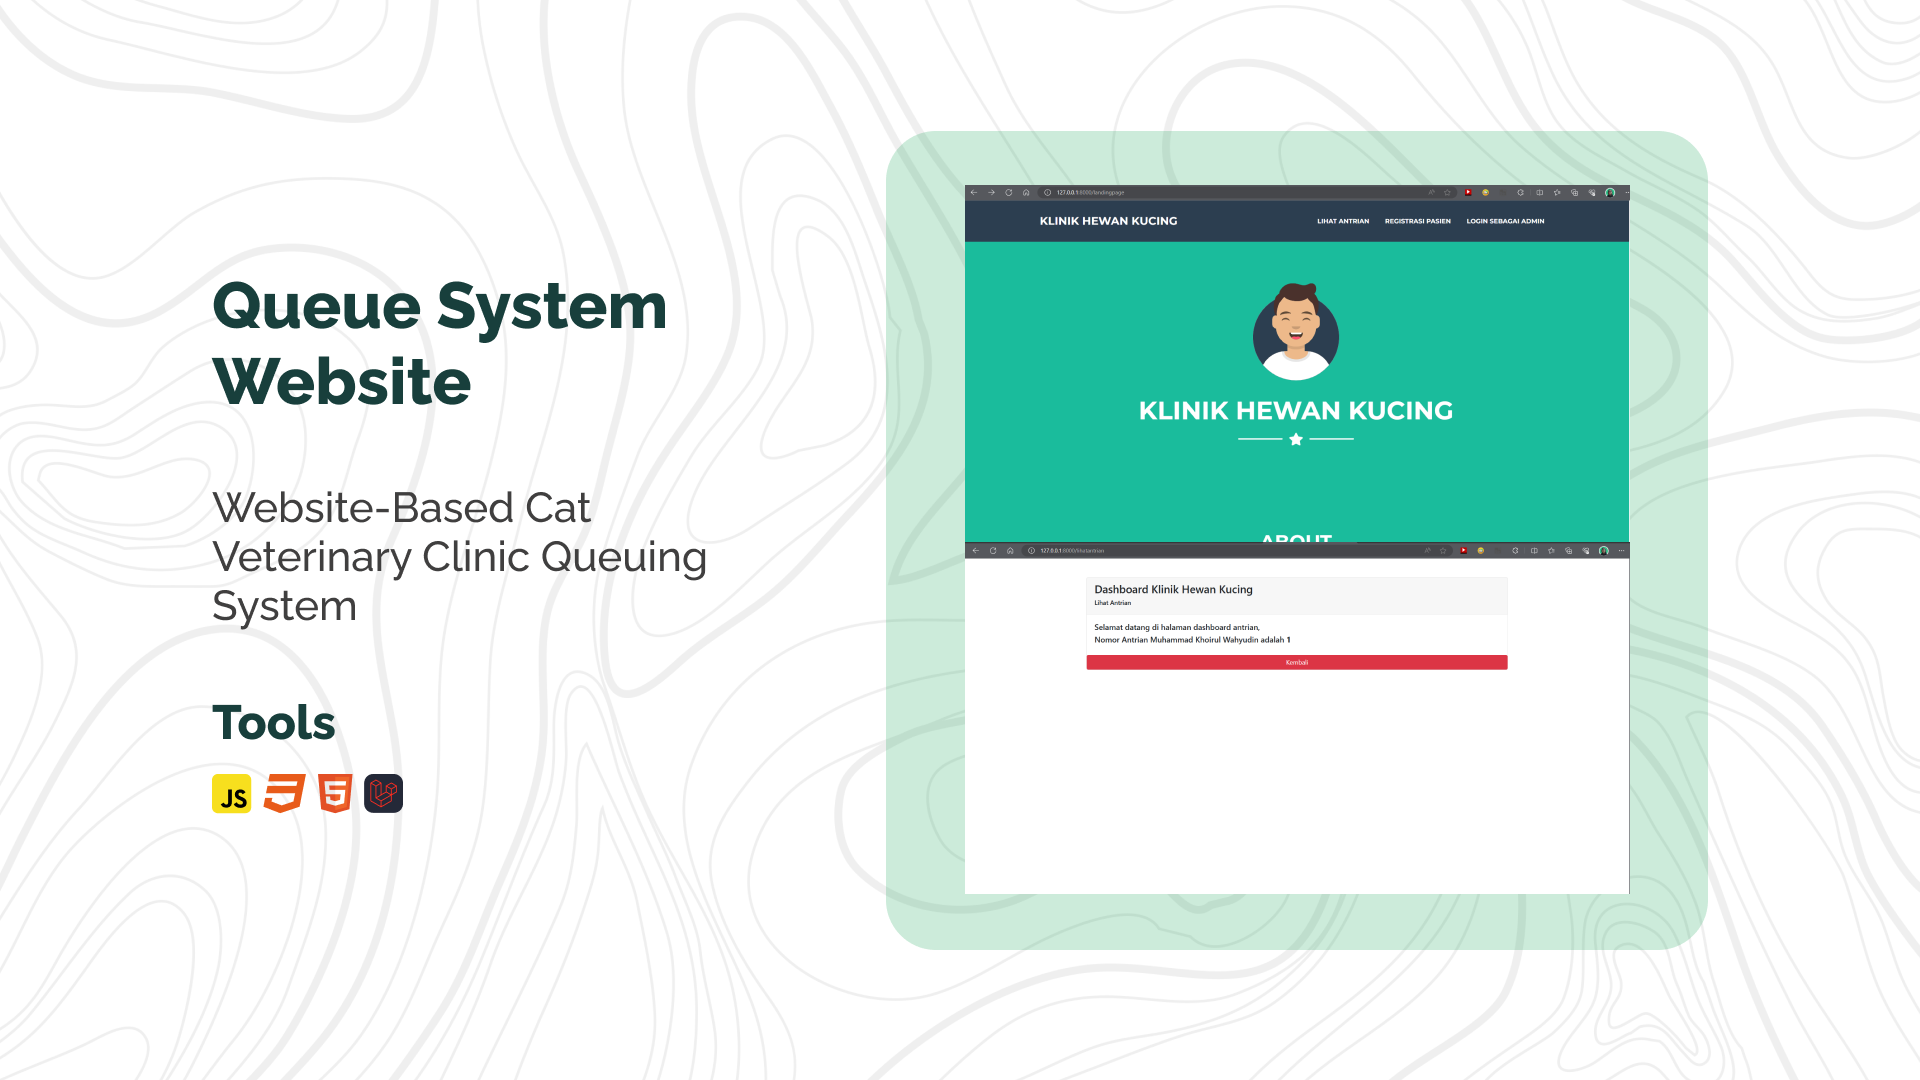 Queue System
Website
Website-Based Cat
Veterinary Clinic Queuing
System
Tools
JS
127.0.0.1:8000/landingpage
KLINIK HEWAN KUCING
LIHAT ANTRIAN
REGISTRASI PASIEN
LOGIN SEBAGAI ADMIN
KLINIK HEWAN KUCING
ABOUT
127.0.0.1:8000/lihatantrian
Dashboard Klinik Hewan Kucing
Lihat Antrian
Selamat datang di halaman dashboard antrian,
Nomor Antrian Muhammad Khoirul Wahyudin adalah 1
Kembali